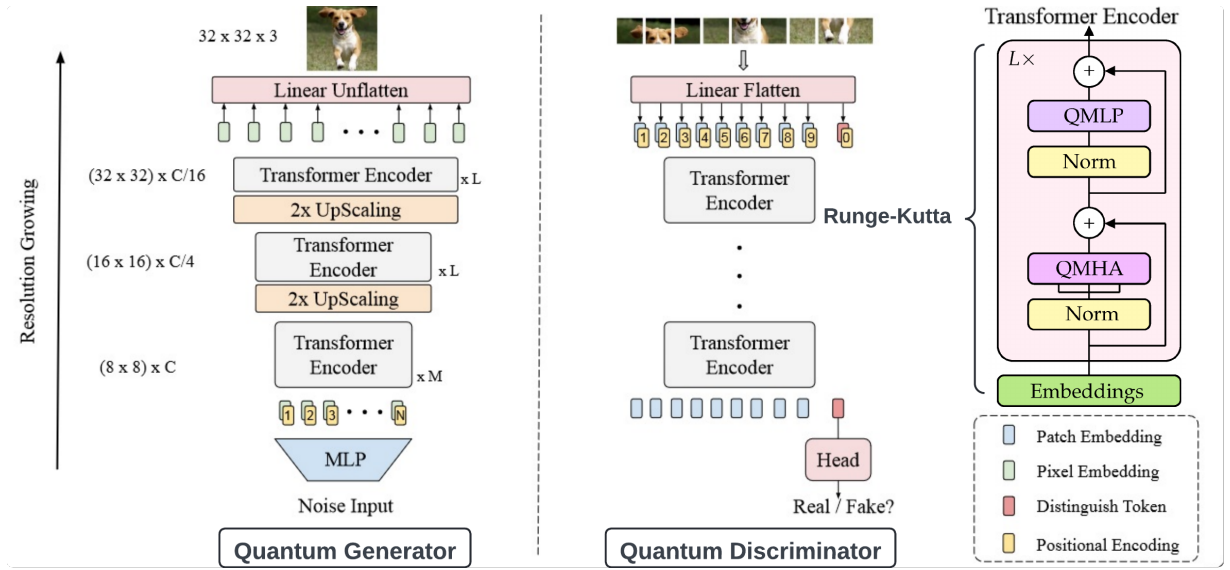 32 x 32 x 3
Linear Unflatten
(32 x 32) x C/16
Transformer Encoder
x L
2x UpScaling
(16 x 16) x C/4
Transformer
Encoder
x L
2x UpScaling
(8 x 8) x C
Transformer
Encoder
x M
1 2 3 N
MLP
Noise Input
Resolution Growing
Quantum Generator
Linear Flatten
1 2 3 4 5 6 7 8 9 0
Transformer
Encoder
Transformer
Encoder
Head
Real / Fake?
Quantum Discriminator
Runge-Kutta
Transformer Encoder
L×
+
QMLP
Norm
+
QMHA
Norm
Embeddings
Patch Embedding
Pixel Embedding
Distinguish Token
Positional Encoding